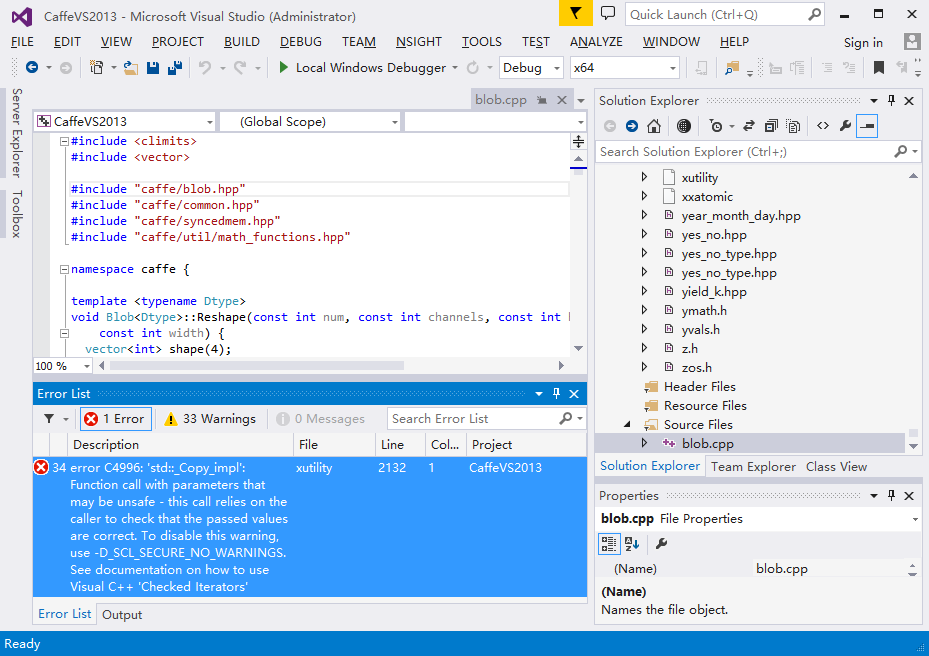 CaffeVS2013 - Microsoft Visual Studio (Administrator)
Quick Launch (Ctrl+Q)
FILE EDIT VIEW PROJECT BUILD DEBUG TEAM NSIGHT TOOLS TEST ANALYZE WINDOW HELP Sign in
Local Windows Debugger Debug x64
Server Explorer
Toolbox
blob.cpp
CaffeVS2013 (Global Scope)
#include <climits>
#include <vector>
#include "caffe/blob.hpp"
#include "caffe/common.hpp"
#include "caffe/syncedmem.hpp"
#include "caffe/util/math_functions.hpp"
namespace caffe {
template <typename Dtype>
void Blob<Dtype>::Reshape(const int num, const int channels, const int
const int width) {
vector<int> shape(4);
100 %
Error List
1 Error 33 Warnings 0 Messages Search Error List
Description File Line Col... Project
34 error C4996: 'std::_Copy_impl': xutility 2132 1 CaffeVS2013
Function call with parameters that
may be unsafe - this call relies on the
caller to check that the passed values
are correct. To disable this warning,
use -D_SCL_SECURE_NO_WARNINGS.
See documentation on how to use
Visual C++ 'Checked Iterators'
Error List Output
Solution Explorer
Search Solution Explorer (Ctrl+;)
xutility
xxatomic
year_month_day.hpp
yes_no.hpp
yes_no_type.hpp
yes_no_type.hpp
yield_k.hpp
ymath.h
yvals.h
z.h
zos.h
Header Files
Resource Files
Source Files
blob.cpp
Solution Explorer Team Explorer Class View
Properties
blob.cpp File Properties
(Name) blob.cpp
(Name)
Names the file object.
Ready